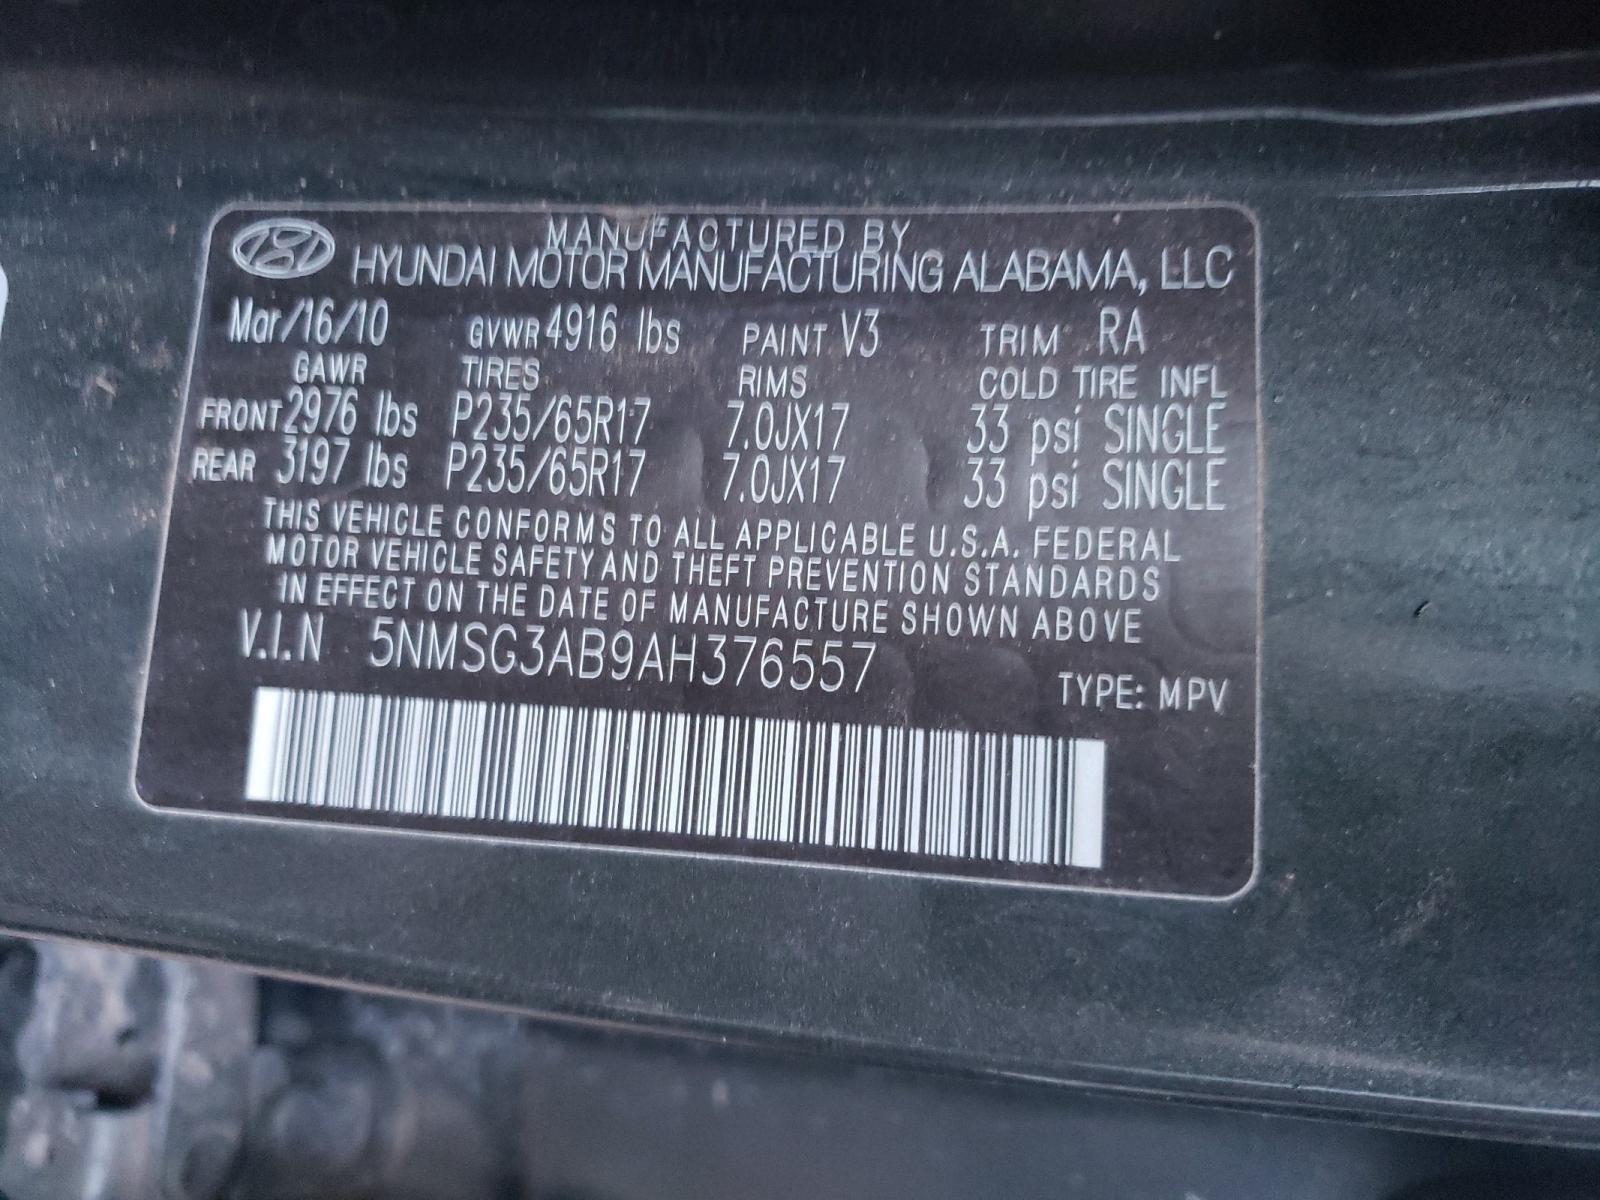 MANUFACTURED BY
HYUNDAI MOTOR MANUFACTURING ALABAMA, LLC
Mar/16/10 GVWR 4916 lbs PAINT V3 TRIM RA
GAWR TIRES RIMS COLD TIRE INFL
FRONT 2976 lbs P235/65R17 7.0JX17 33 psi SINGLE
REAR 3197 lbs P235/65R17 7.0JX17 33 psi SINGLE
THIS VEHICLE CONFORMS TO ALL APPLICABLE U.S.A. FEDERAL
MOTOR VEHICLE SAFETY AND THEFT PREVENTION STANDARDS
IN EFFECT ON THE DATE OF MANUFACTURE SHOWN ABOVE
V.I.N 5NMSG3AB9AH376557
TYPE: MPV